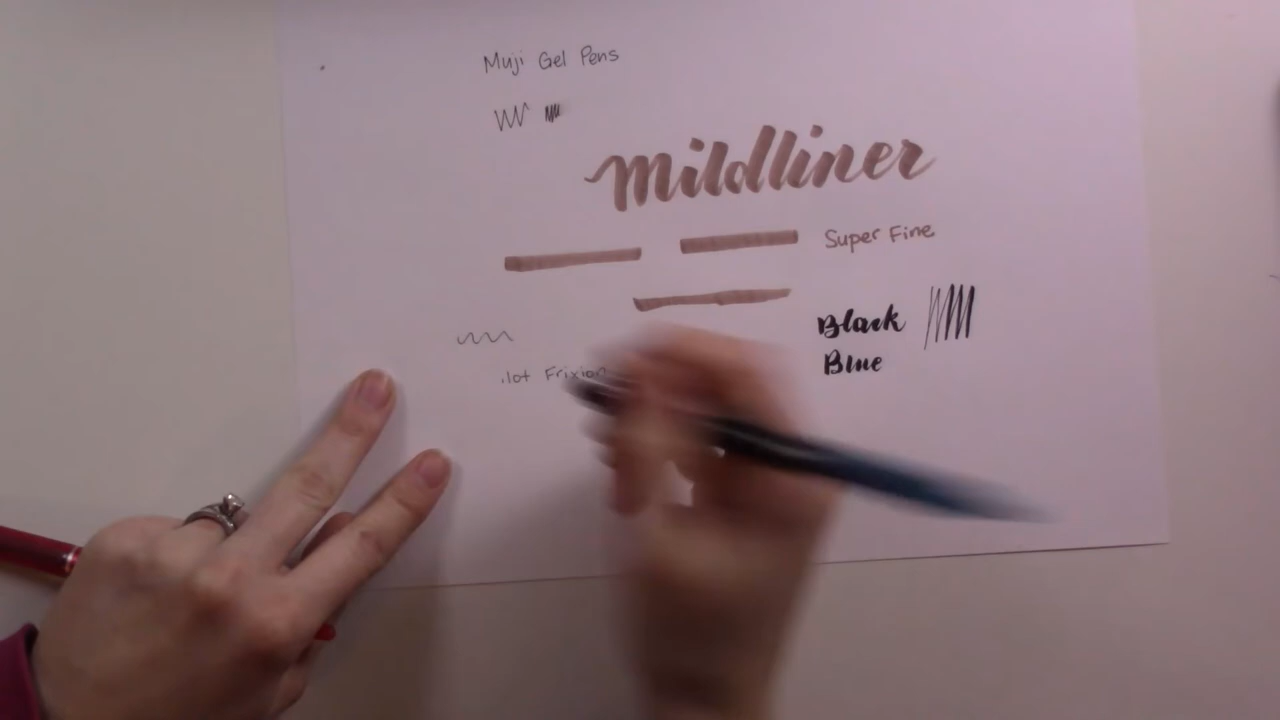 Muji Gel Pens
mildliner
Super Fine
Black
Blue
Frixion